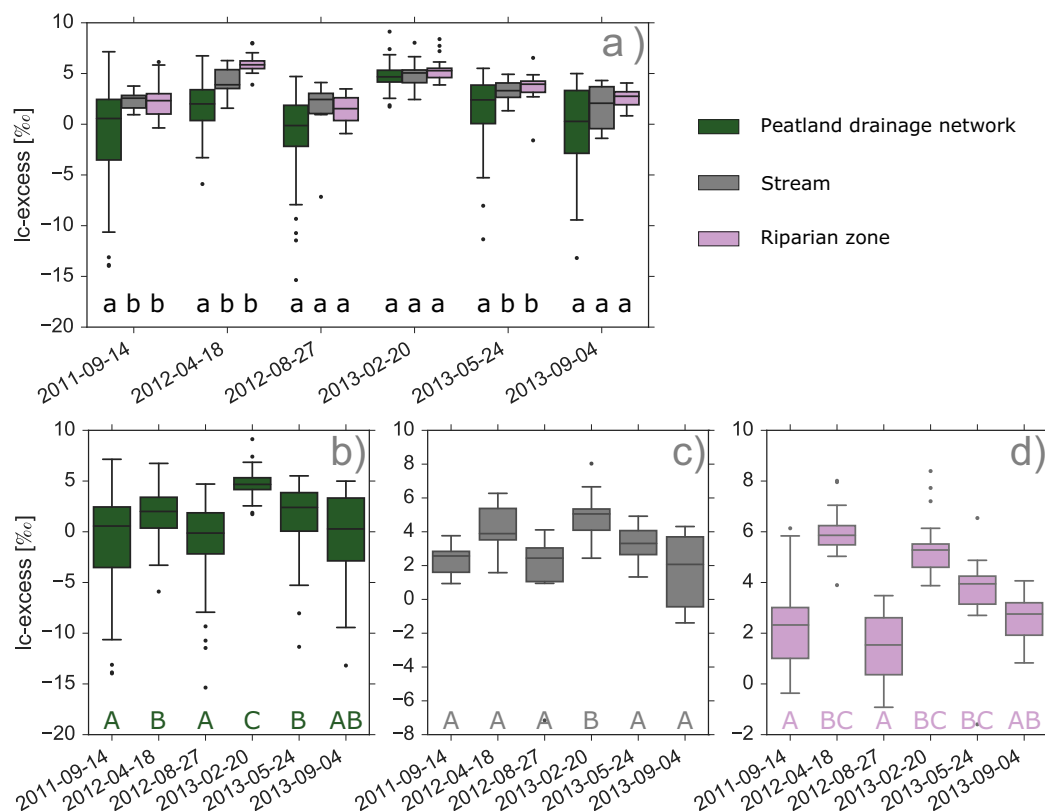 a)
10
5
0
−5
−10
−15
−20
lc-excess [‰]
a b b a b b a a a a a a a b b a a a
2011-09-14 2012-04-18 2012-08-27 2013-02-20 2013-05-24 2013-09-04
Peatland drainage network
Stream
Riparian zone
b)
10
5
0
−5
−10
−15
−20
lc-excess [‰]
A B A C B AB
2011-09-14 2012-04-18 2012-08-27 2013-02-20 2013-05-24 2013-09-04
c)
10
8
6
4
2
0
−2
−4
−6
−8
A A A B A A
2011-09-14 2012-04-18 2012-08-27 2013-02-20 2013-05-24 2013-09-04
d)
10
8
6
4
2
0
−2
A BC A BC BC AB
2011-09-14 2012-04-18 2012-08-27 2013-02-20 2013-05-24 2013-09-04